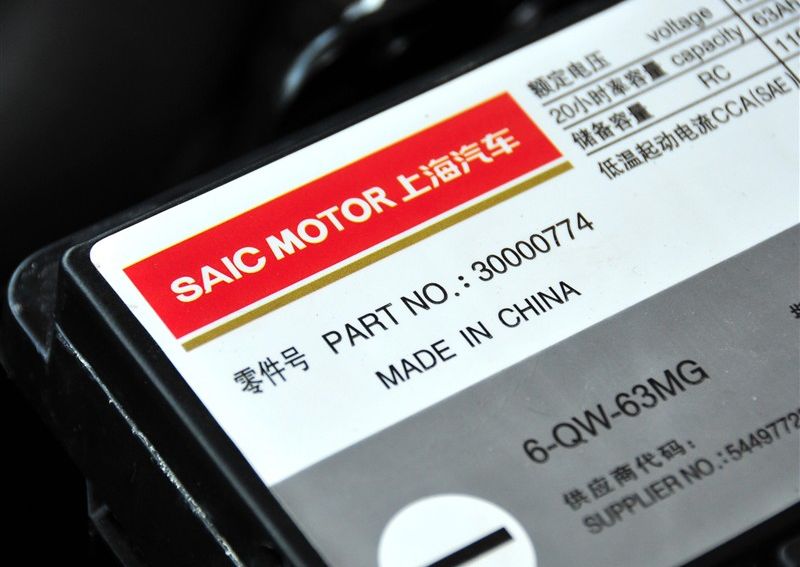 SAIC MOTOR 上海汽车
零件号 PART NO.: 30000774
MADE IN CHINA
额定电压 voltage
20小时率容量 capacity 63Ah
储备容量 RC
低温起动电流CCA(SAE
6-QW-63MG
供应商代码:
SUPPLIER NO.: